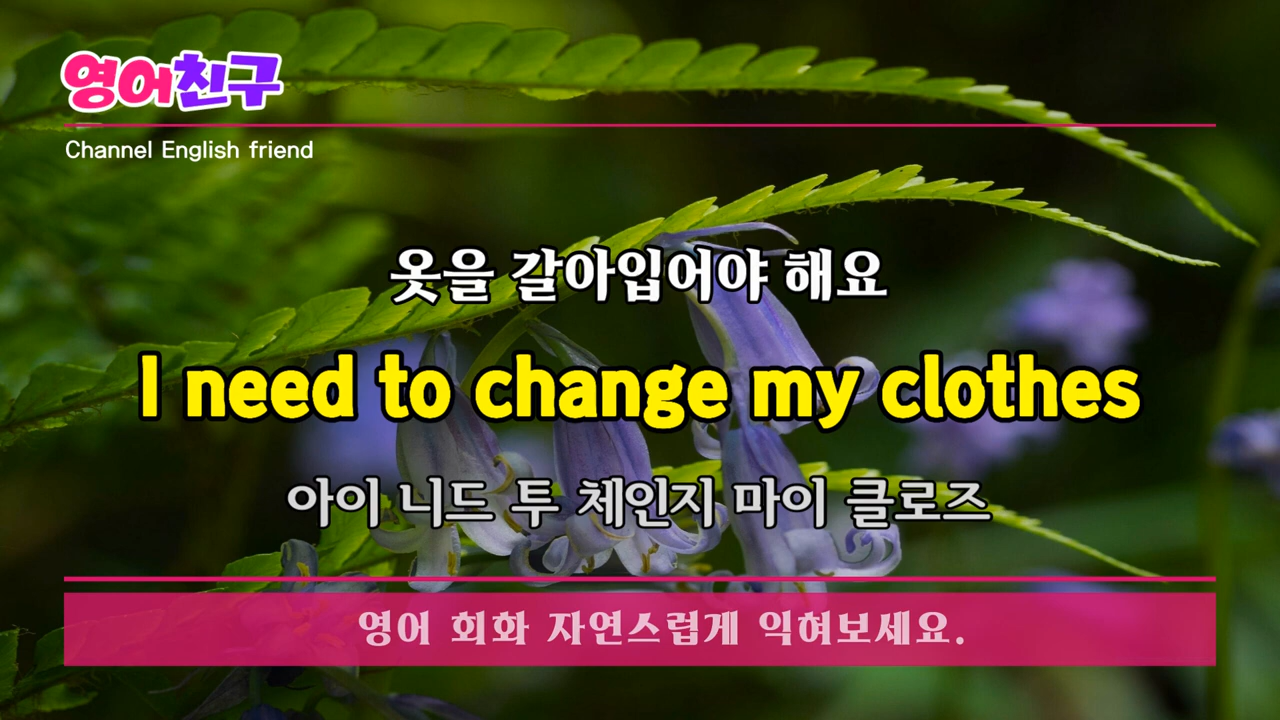 영어친구
Channel English friend
옷을 갈아입어야 해요
I need to change my clothes
아이 니드 투 체인지 마이 클로즈
영어 회화 자연스럽게 익혀보세요.